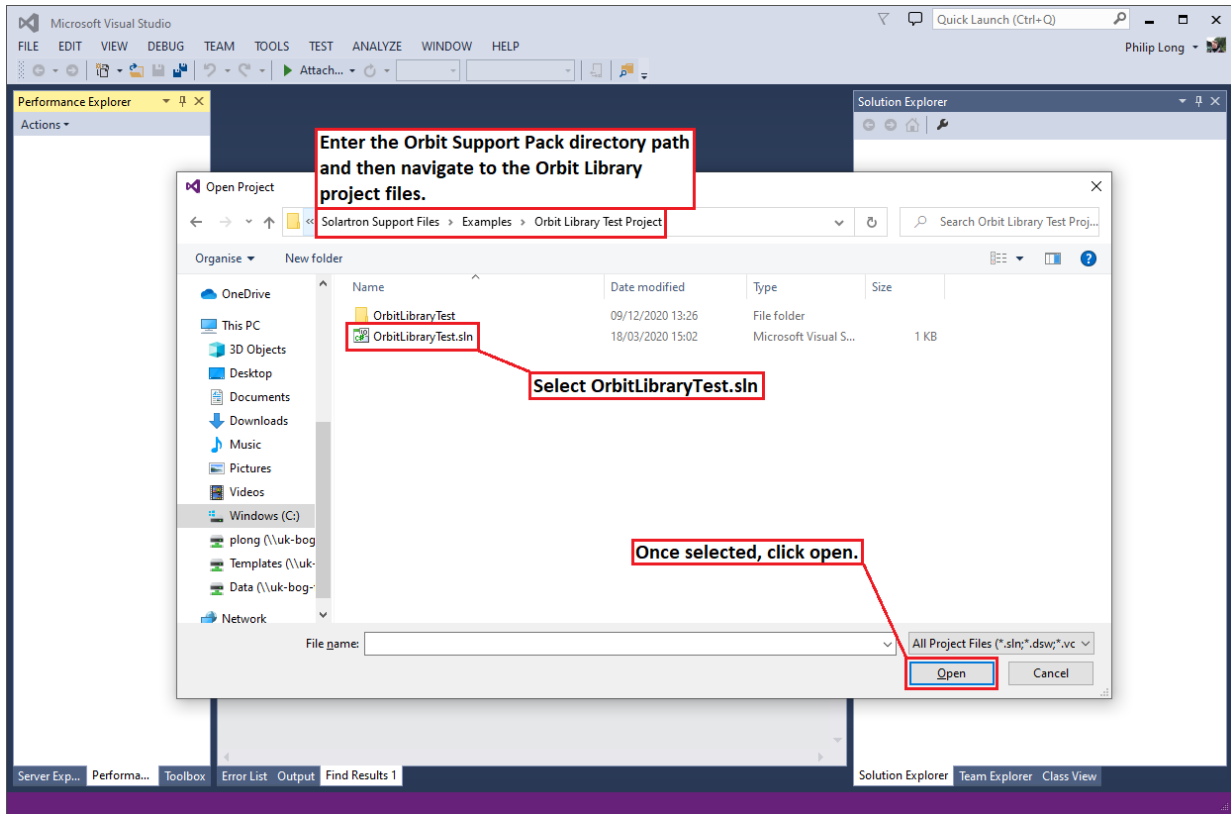 Microsoft Visual Studio
Quick Launch (Ctrl+Q)
FILE EDIT VIEW DEBUG TEAM TOOLS TEST ANALYZE WINDOW HELP
Philip Long
Attach...
Performance Explorer
Solution Explorer
Actions
Enter the Orbit Support Pack directory path
and then navigate to the Orbit Library
project files.
Open Project
« Solartron Support Files > Examples > Orbit Library Test Project
Search Orbit Library Test Proj...
Organise New folder
Name Date modified Type Size
OneDrive
This PC
3D Objects
Desktop
Documents
Downloads
Music
Pictures
Videos
Windows (C:)
plong (\\uk-bog
Templates (\\uk-
Data (\\uk-bog-
Network
OrbitLibraryTest 09/12/2020 13:26 File folder
OrbitLibraryTest.sln 18/03/2020 15:02 Microsoft Visual S... 1 KB
Select OrbitLibraryTest.sln
Once selected, click open.
File name:
All Project Files (*.sln;*.dsw;*.vc
Open Cancel
Server Exp... Performa... Toolbox Error List Output Find Results 1
Solution Explorer Team Explorer Class View